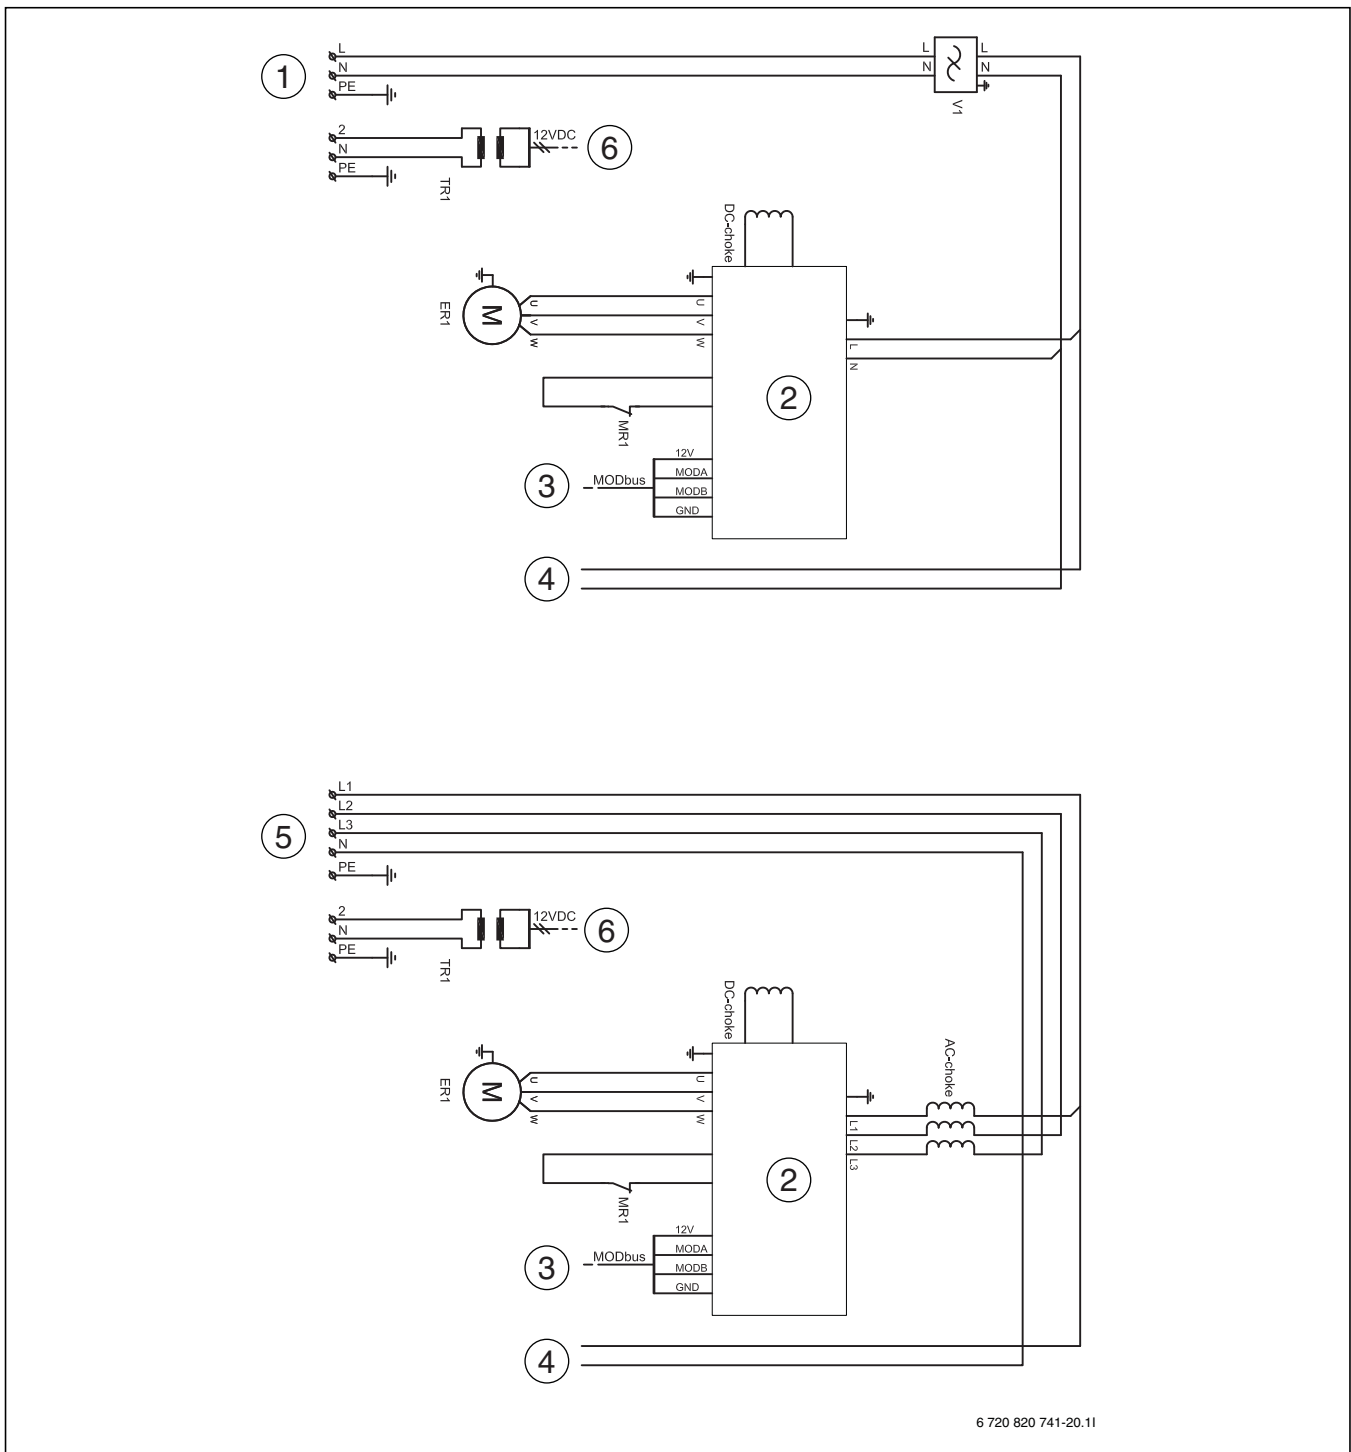 L
N
PE
1
L
N
L
N
V1
2
N
PE
TR1
12VDC
6
DC-choke
ER1
M
U
V
W
U
V
W
L
N
2
MR1
12V
MODA
MODB
GND
MODbus
3
4
L1
L2
L3
N
PE
5
2
N
PE
TR1
12VDC
6
DC-choke
AC-choke
ER1
M
U
V
W
U
V
W
L1
L2
L3
2
MR1
12V
MODA
MODB
GND
MODbus
3
4
6 720 820 741-20.1I